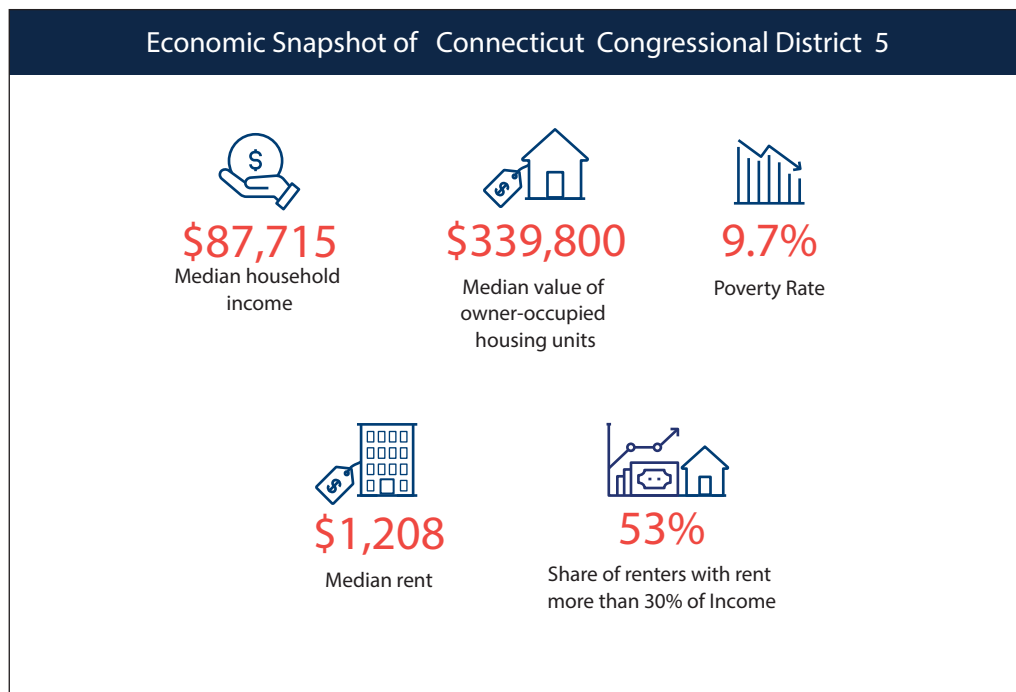 Economic Snapshot of Connecticut Congressional District 5
$
$87,715
Median household
income
$
$339,800
Median value of
owner-occupied
housing units
9.7%
Poverty Rate
$
$1,208
Median rent
53%
Share of renters with rent
more than 30% of Income